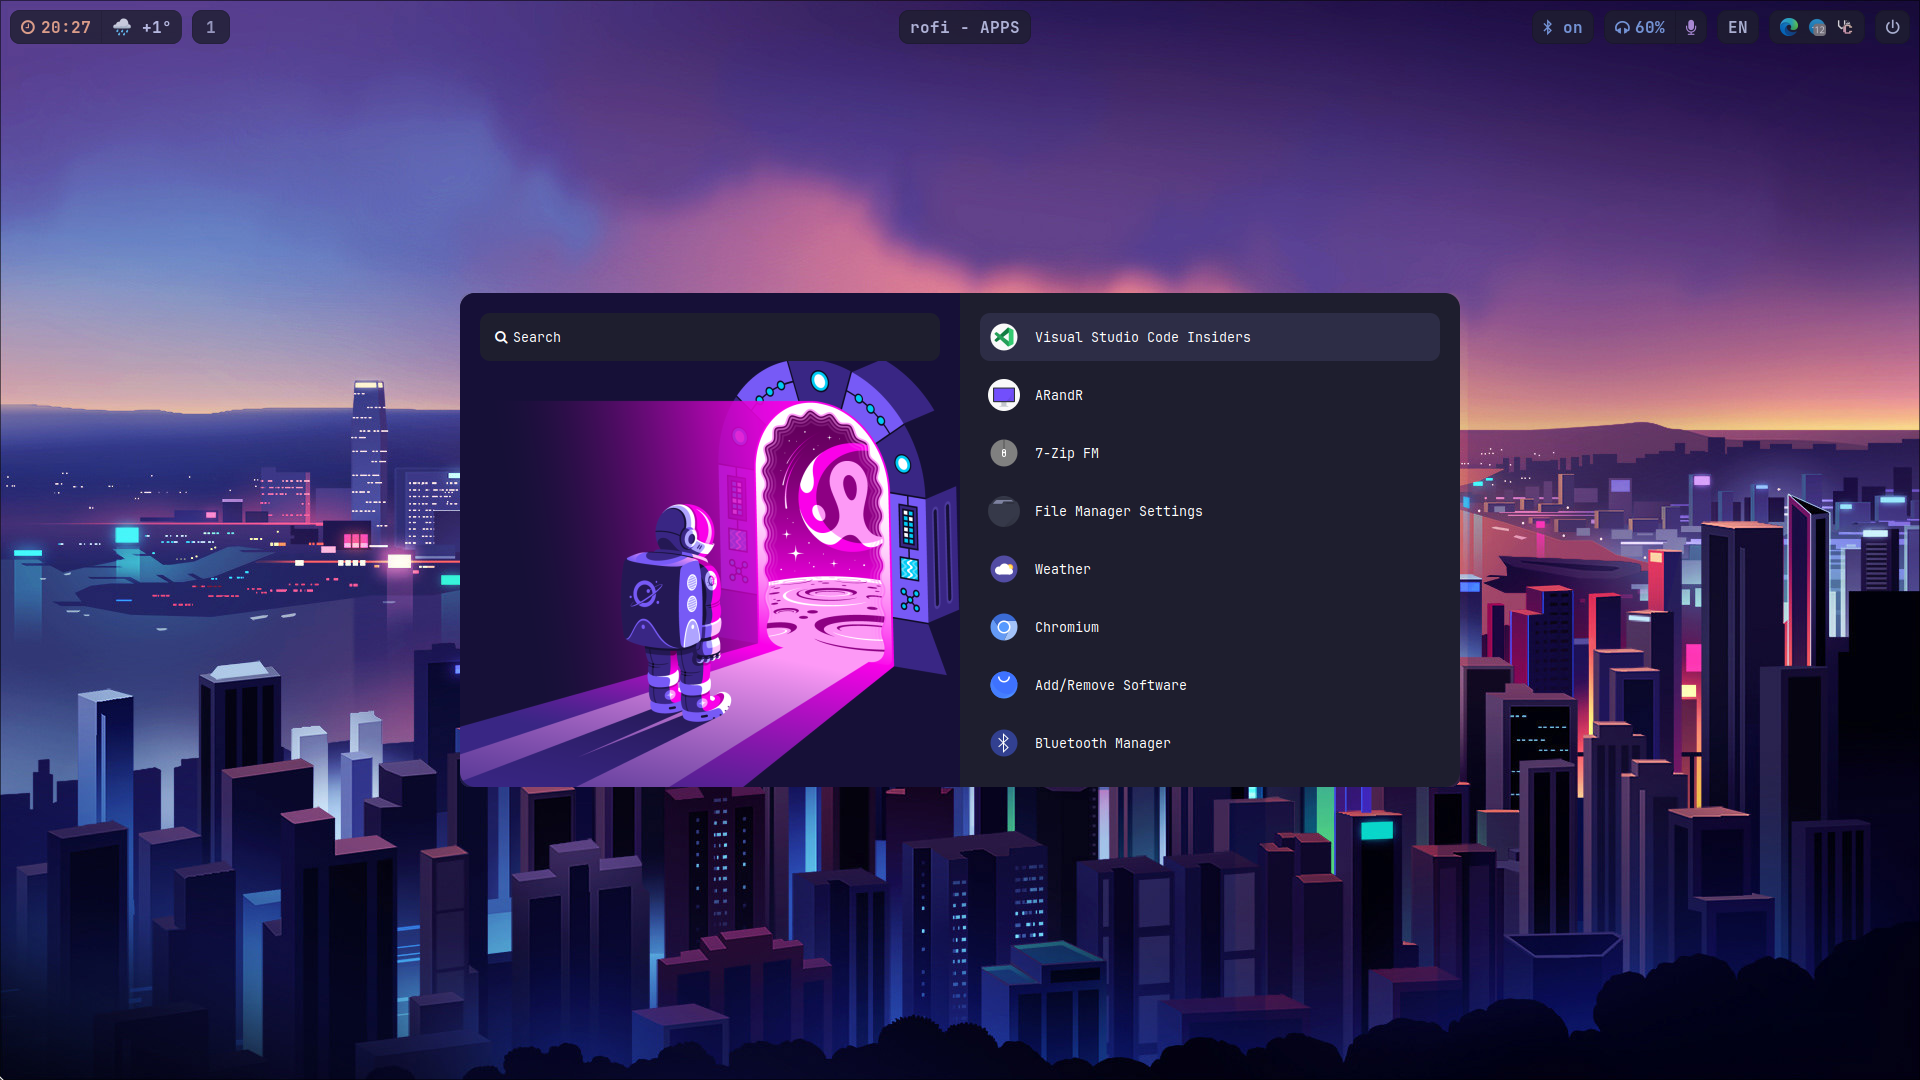 20:27 +1° 1 rofi - APPS on 60% EN 12
Search
Visual Studio Code Insiders
ARandR
7-Zip FM
File Manager Settings
Weather
Chromium
Add/Remove Software
Bluetooth Manager